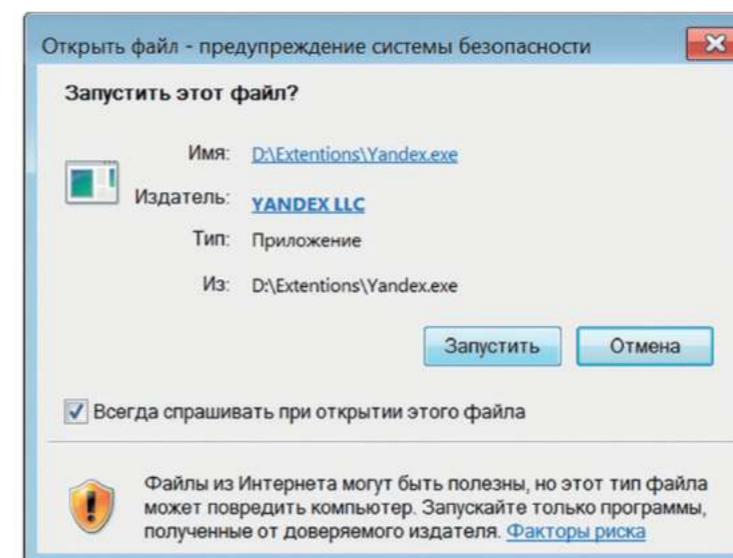 Открыть файл - предупреждение системы безопасности
Запустить этот файл?
Имя: D:\Extentions\Yandex.exe
Издатель: YANDEX LLC
Тип: Приложение
Из: D:\Extentions\Yandex.exe
Запустить Отмена
Всегда спрашивать при открытии этого файла
Файлы из Интернета могут быть полезны, но этот тип файла
может повредить компьютер. Запускайте только программы,
полученные от доверяемого издателя. Факторы риска